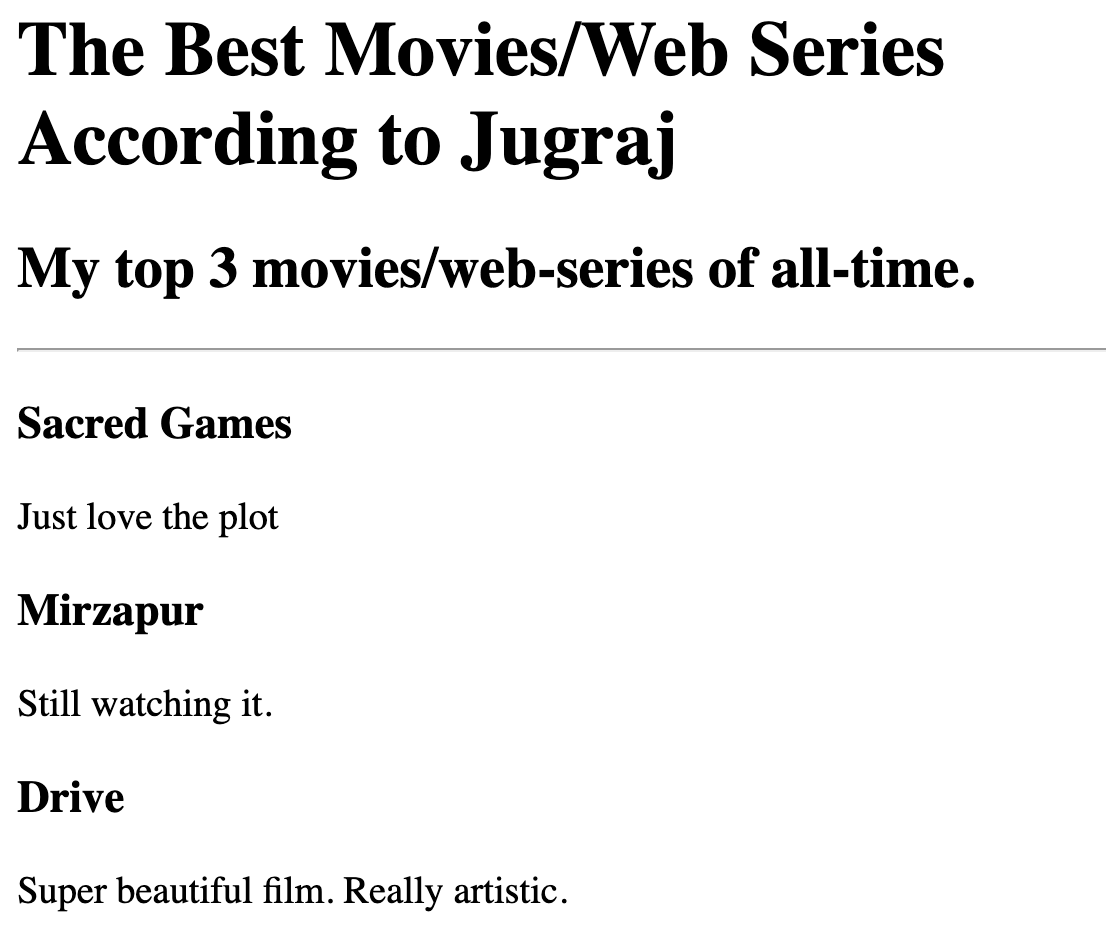 The Best Movies/Web Series
According to Jugraj
My top 3 movies/web-series of all-time.
Sacred Games
Just love the plot
Mirzapur
Still watching it.
Drive
Super beautiful film. Really artistic.